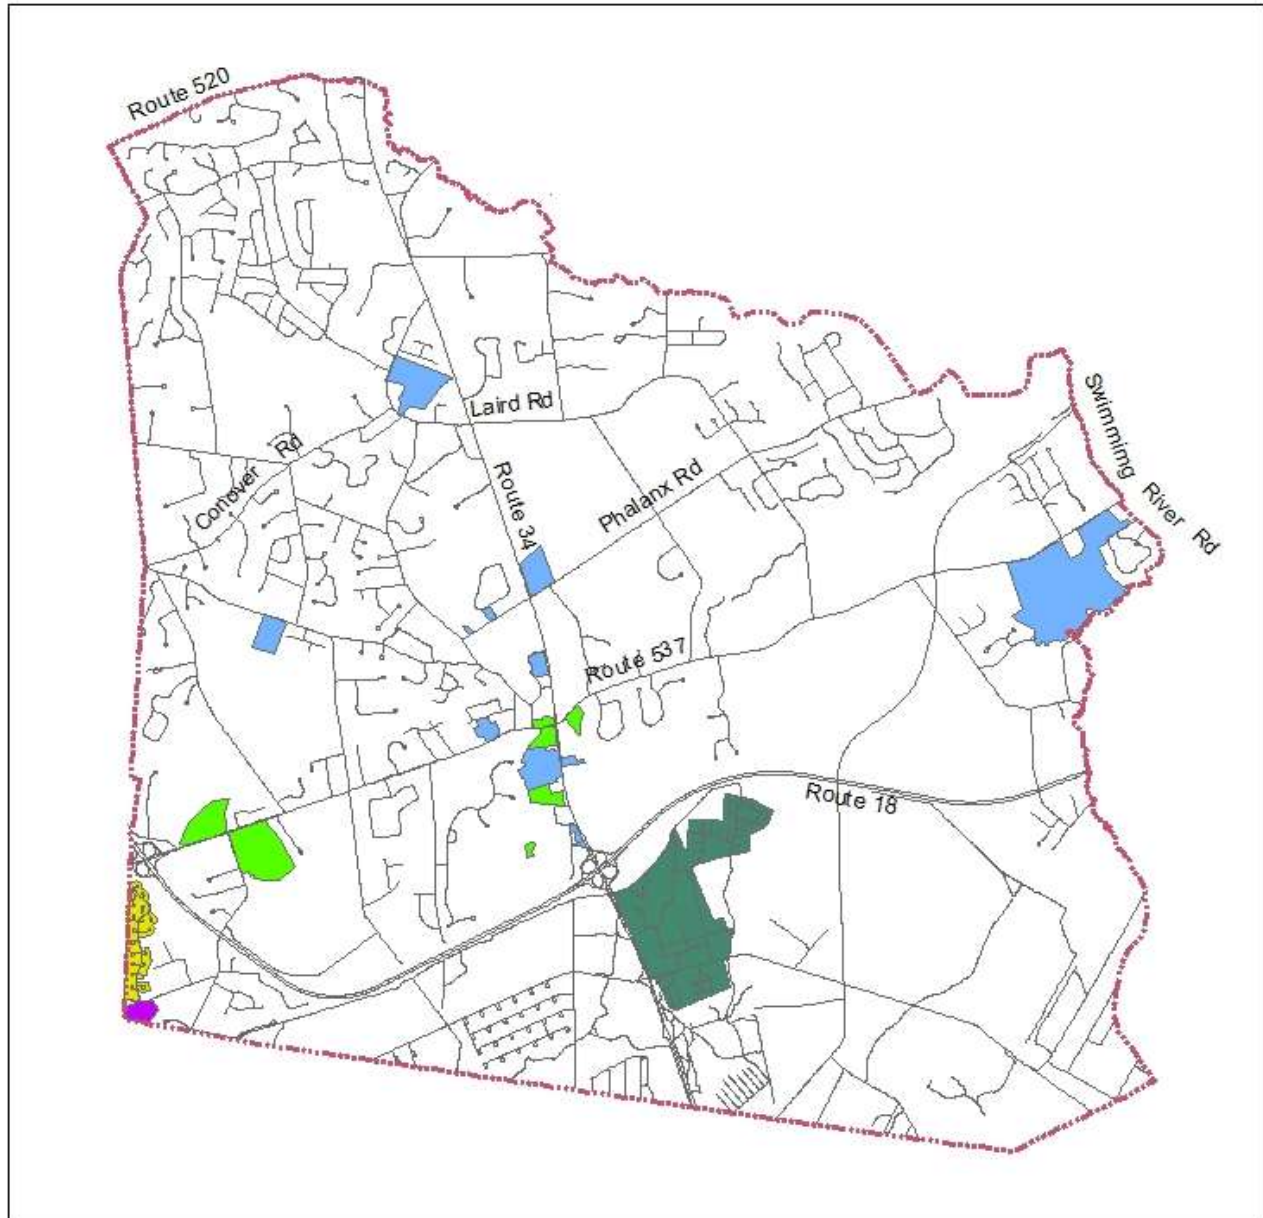 Route 520
Laird Rd
Swimming River Rd
Conover Rd
Route 34
Phalanx Rd
Route 537
Route 18